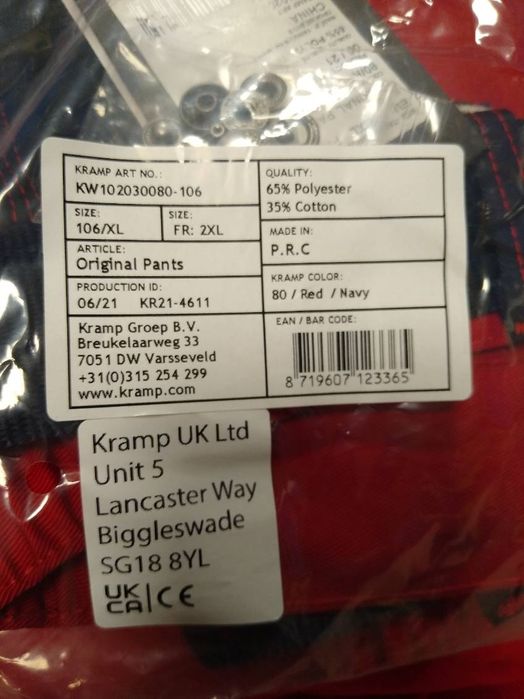 CHINA
KRAMP ART NO.:
KW102030080-106
SIZE:
106/XL
SIZE:
FR: 2XL
ARTICLE:
Original Pants
PRODUCTION ID:
06/21 KR21-4611
Kramp Groep B.V.
Breukelaarweg 33
7051 DW Varsseveld
+31(0)315 254 299
www.kramp.com
QUALITY:
65% Polyester
35% Cotton
MADE IN:
P.R.C
KRAMP COLOR:
80 / Red / Navy
EAN / BAR CODE:
8 719607 123365
Kramp UK Ltd
Unit 5
Lancaster Way
Biggleswade
SG18 8YL
UK
CA CE